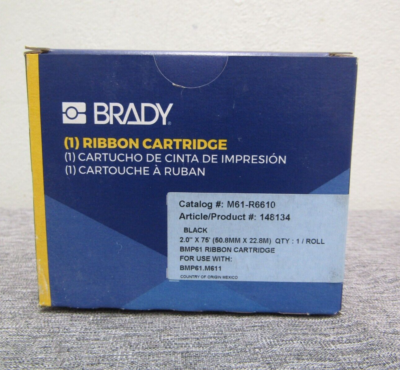 BRADY.
(1) RIBBON CARTRIDGE
(1) CARTUCHO DE CINTA DE IMPRESIÓN
(1) CARTOUCHE À RUBAN
Catalog #: M61-R6610
Article/Product #: 148134
BLACK
2.0" X 75' (50.8MM X 22.8M) QTY : 1 / ROLL
BMP61 RIBBON CARTRIDGE
FOR USE WITH:
BMP61.M611
COUNTRY OF ORIGIN MEXICO